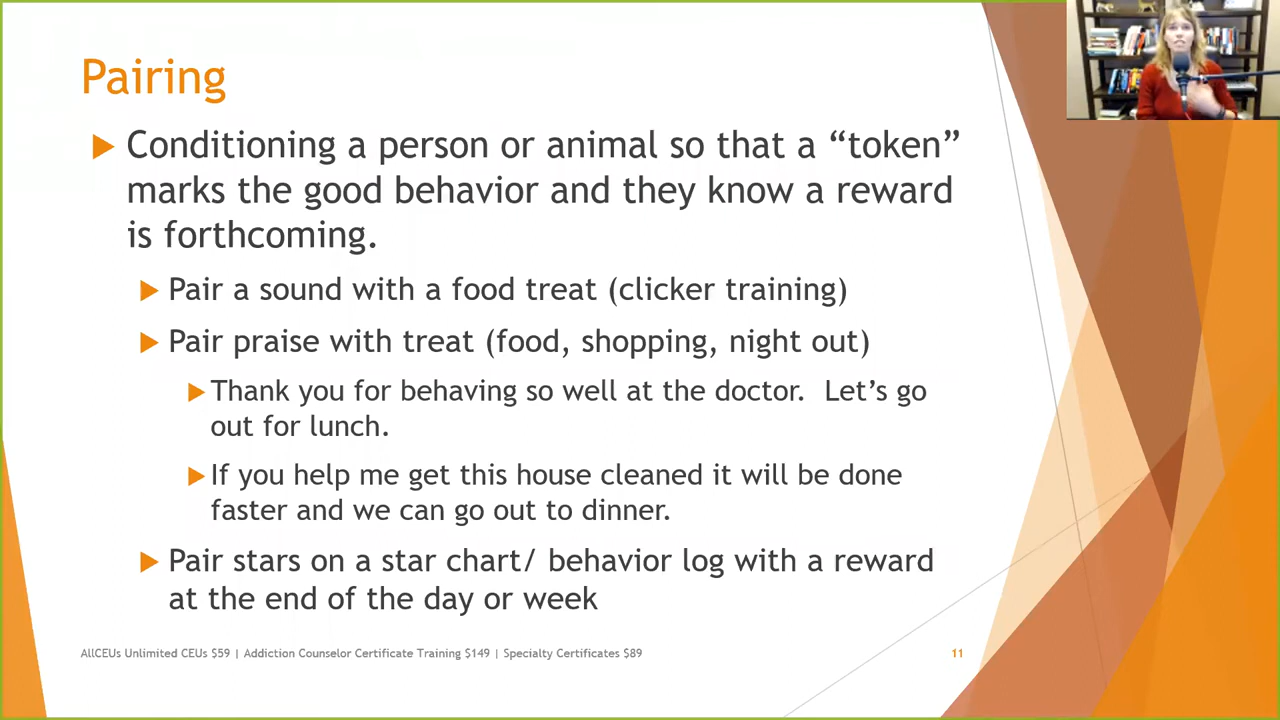 Pairing
Conditioning a person or animal so that a “token”
marks the good behavior and they know a reward
is forthcoming.
Pair a sound with a food treat (clicker training)
Pair praise with treat (food, shopping, night out)
Thank you for behaving so well at the doctor.  Let’s go
out for lunch.
If you help me get this house cleaned it will be done
faster and we can go out to dinner.
Pair stars on a star chart/ behavior log with a reward
at the end of the day or week
AllCEUs Unlimited CEUs $59 | Addiction Counselor Certificate Training $149 | Specialty Certificates $89
11